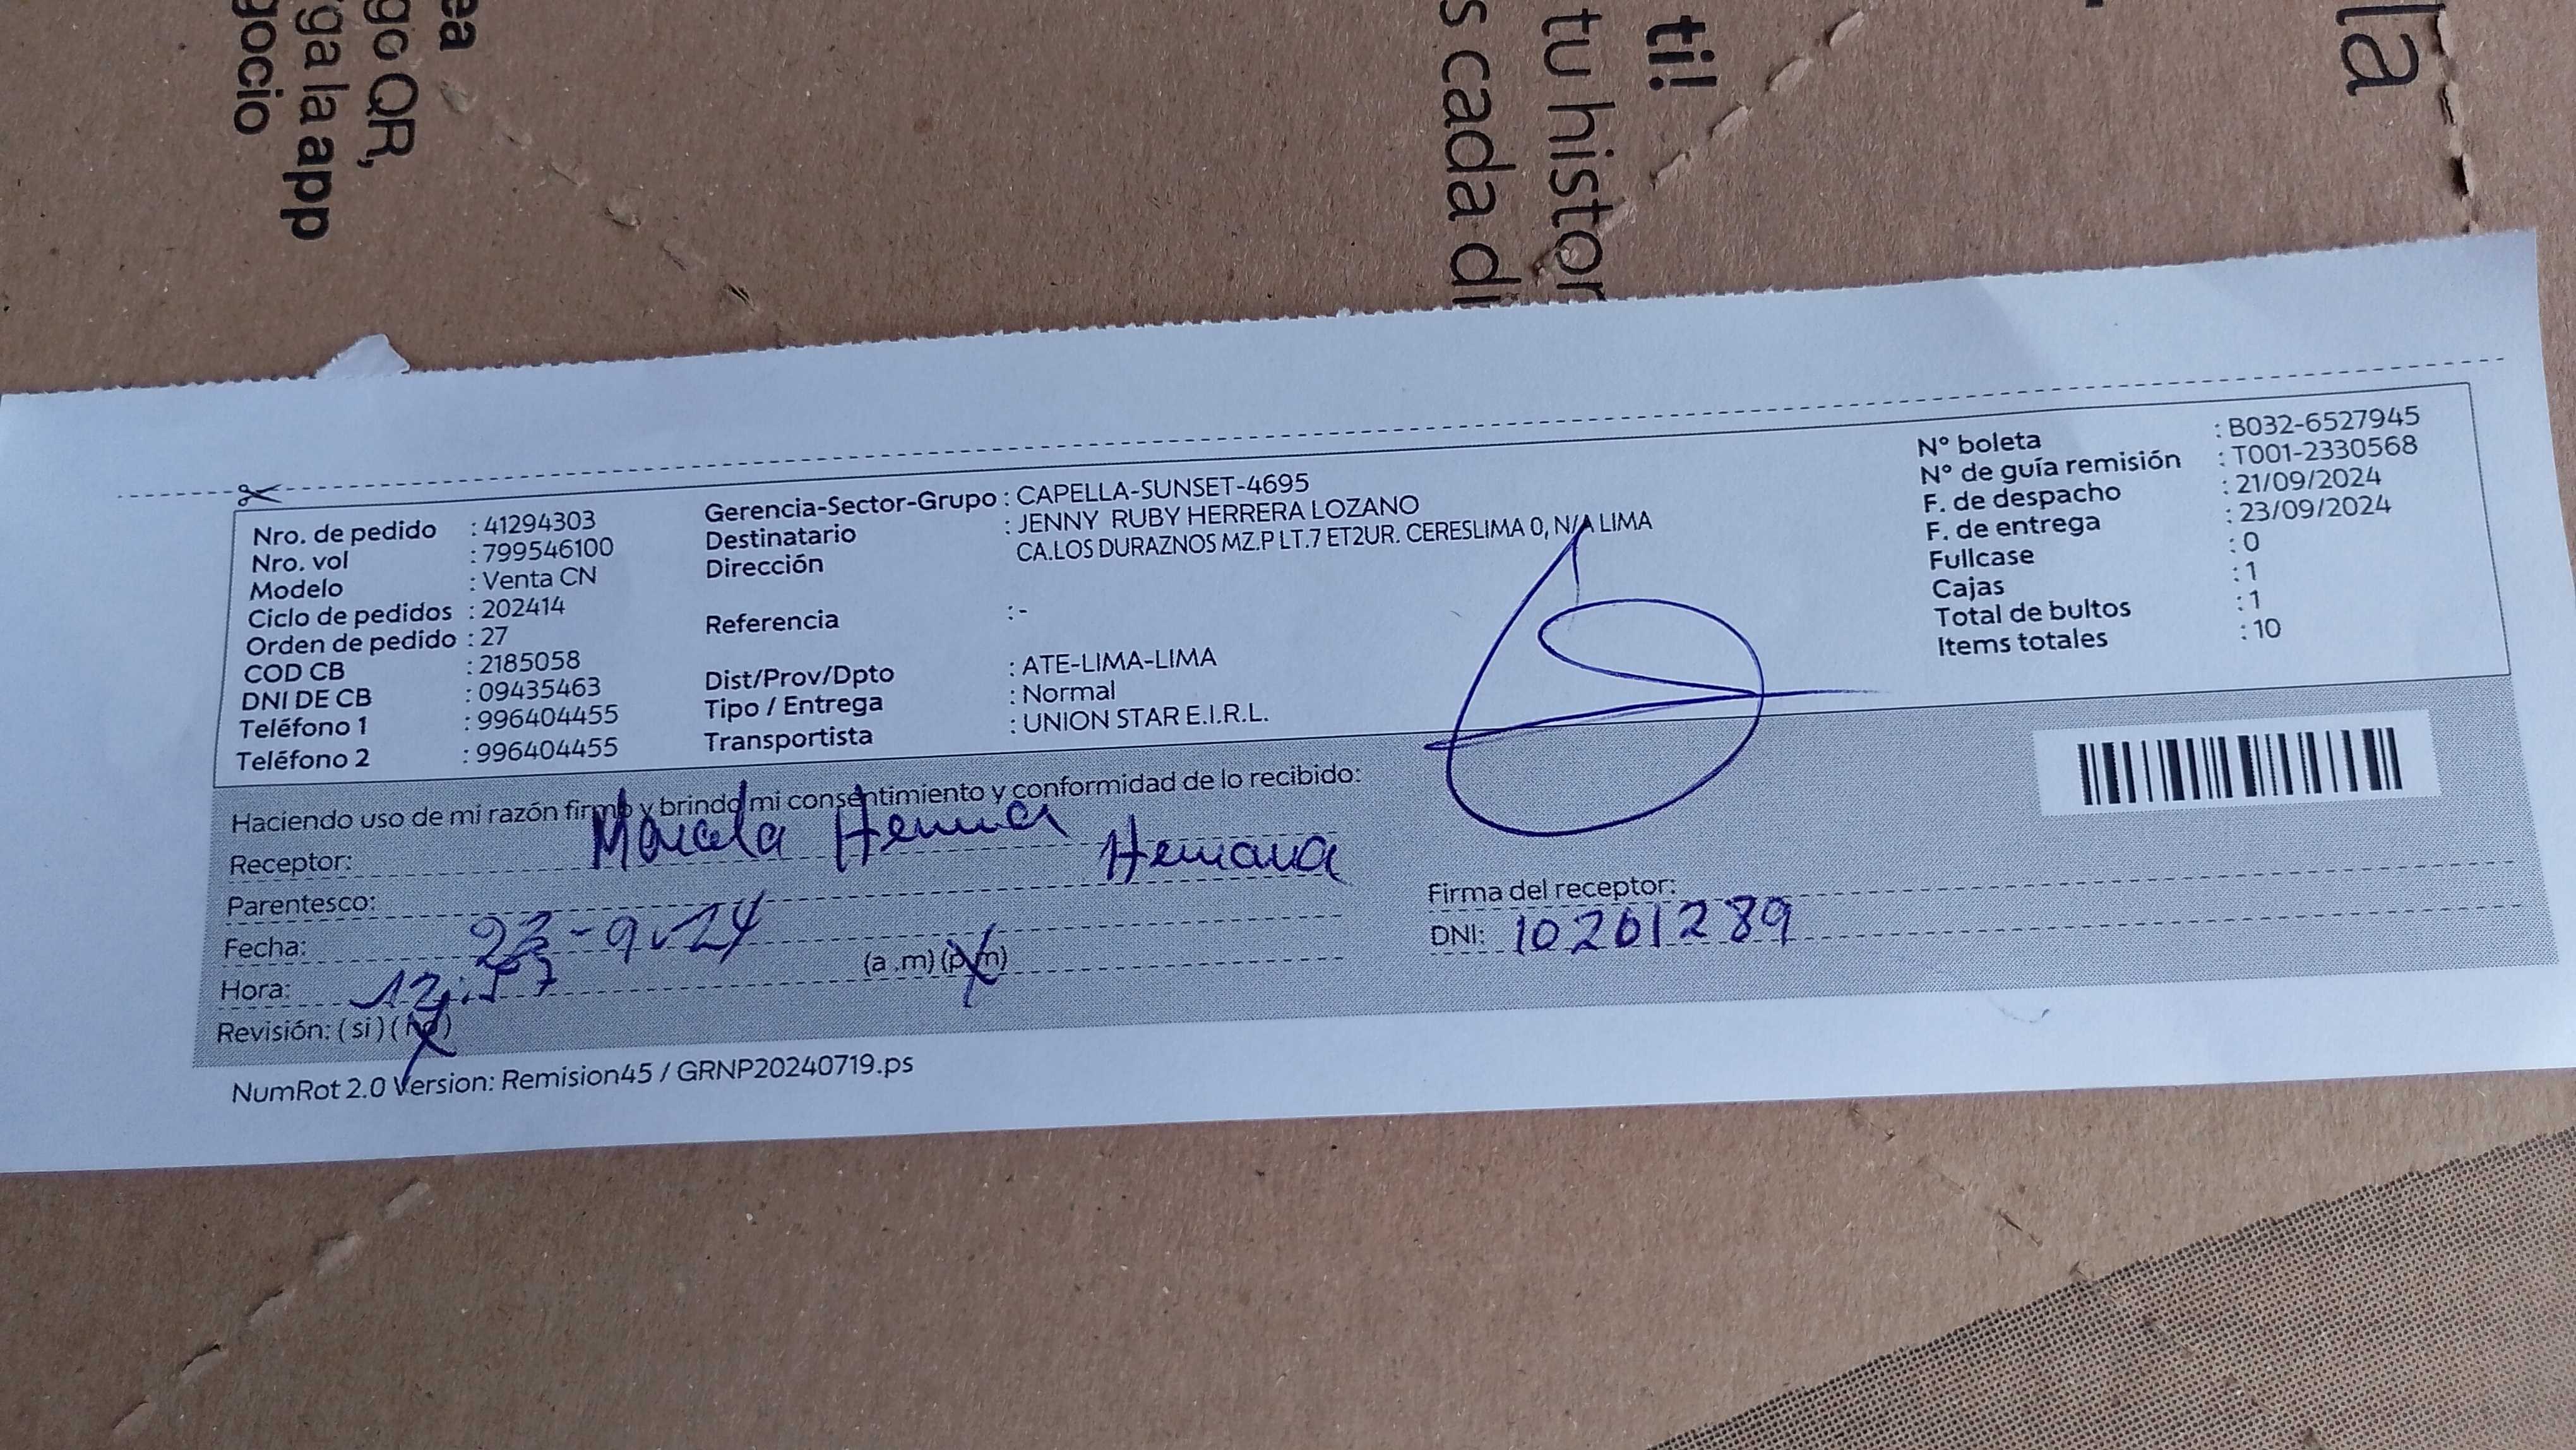 ea
go QR,
ga la app
gocio
ti!
tu histor
s cada di
la
Nro. de pedido : 41294303
Nro. vol : 799546100
Modelo : Venta CN
Ciclo de pedidos : 202414
Orden de pedido : 27
COD CB : 2185058
DNI DE CB : 09435463
Teléfono 1 : 996404455
Teléfono 2 : 996404455
Gerencia-Sector-Grupo : CAPELLA-SUNSET-4695
Destinatario : JENNY RUBY HERRERA LOZANO
Dirección CA.LOS DURAZNOS MZ.P LT.7 ET2UR. CERESLIMA 0, N/A LIMA
Referencia : -
Dist/Prov/Dpto : ATE-LIMA-LIMA
Tipo / Entrega : Normal
Transportista : UNION STAR E.I.R.L.
N° boleta : B032-6527945
N° de guía remisión : T001-2330568
F. de despacho : 21/09/2024
F. de entrega : 23/09/2024
Fullcase : 0
Cajas : 1
Total de bultos : 1
Items totales : 10
Haciendo uso de mi razón firmo y brindo mi consentimiento y conformidad de lo recibido:
Receptor: Herrera
Parentesco: Hermana
Fecha: 23-9-24
Hora: 12:57 (a .m) (p.m)
Revisión: ( si ) ( no )
Firma del receptor:
DNI: 10201289
NumRot 2.0 Version: Remision45 / GRNP20240719.ps